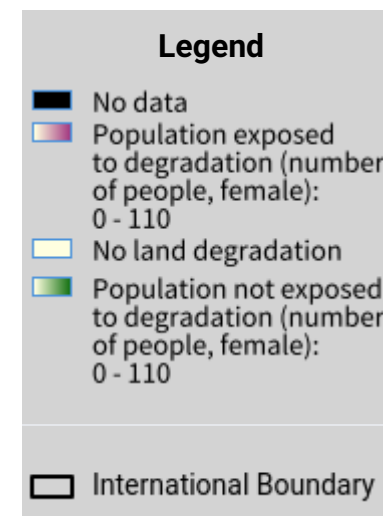 Legend
No data
Population exposed
to degradation (number
of people, female):
0 - 110
No land degradation
Population not exposed
to degradation (number
of people, female):
0 - 110
International Boundary